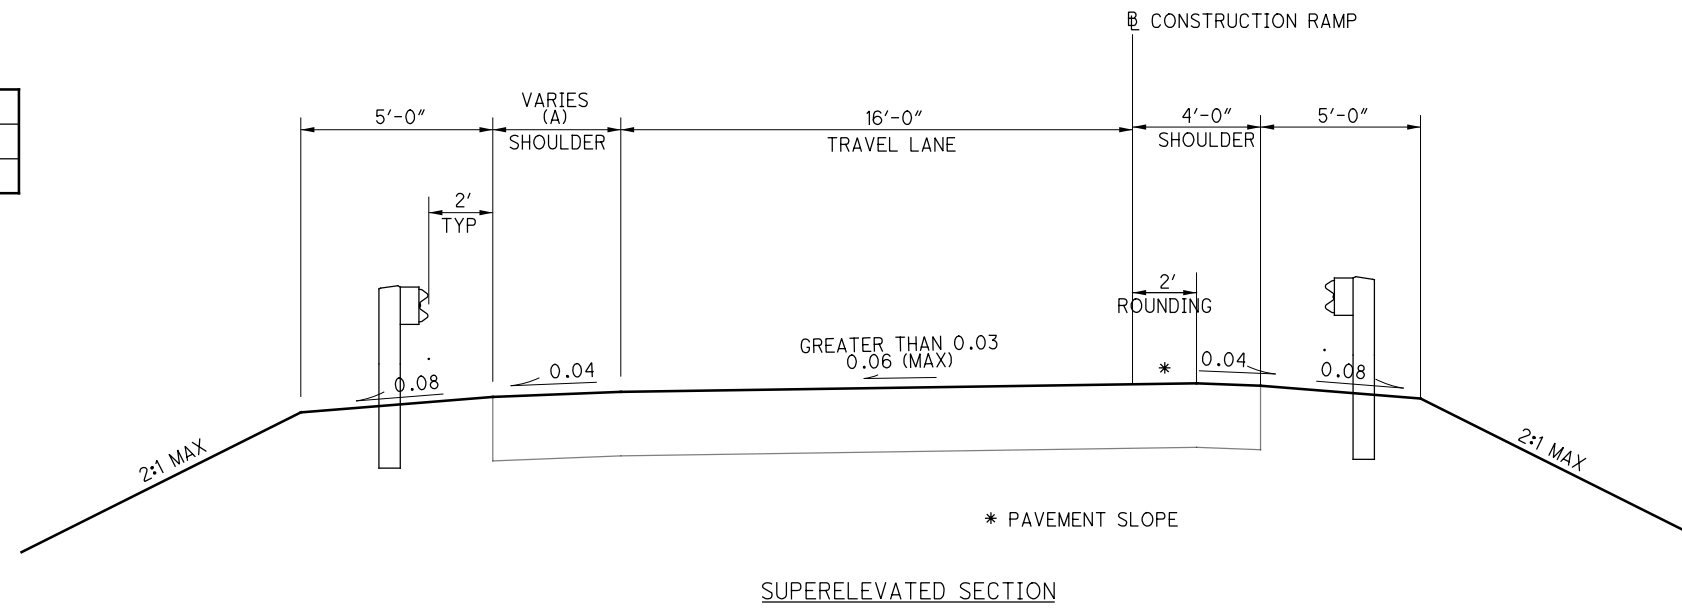 ℄ CONSTRUCTION RAMP
5'-0"
VARIES
(A)
SHOULDER
16'-0"
TRAVEL LANE
4'-0"
SHOULDER
5'-0"
2'
TYP
2'
ROUNDING
GREATER THAN 0.03
0.06 (MAX)
0.08
0.04
*
0.04
0.08
2:1 MAX
2:1 MAX
* PAVEMENT SLOPE
SUPERELEVATED SECTION